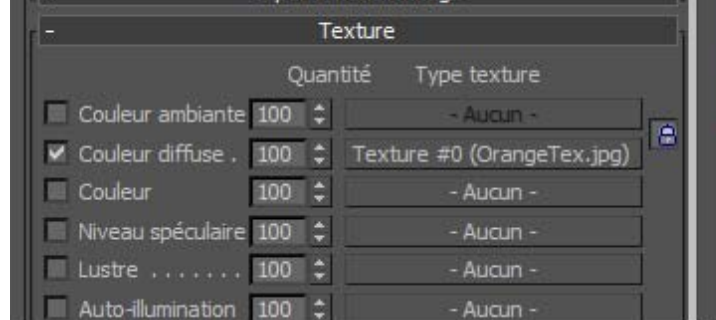 - Texture
Quantité Type texture
Couleur ambiante 100 - Aucun -
Couleur diffuse . 100 Texture #0 (OrangeTex.jpg)
Couleur 100 - Aucun -
Niveau spéculaire 100 - Aucun -
Lustre . . . . . . . 100 - Aucun -
Auto-illumination 100 - Aucun -